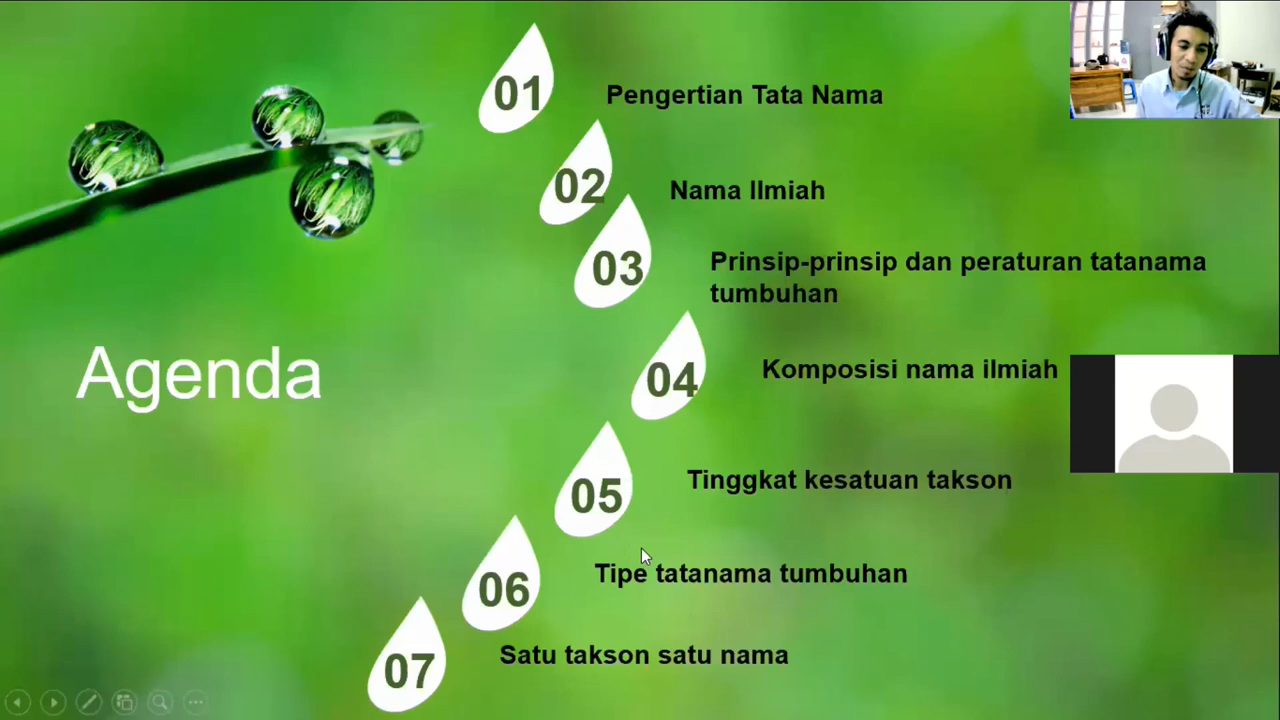 01
Pengertian Tata Nama
02
Nama Ilmiah
03
Prinsip-prinsip dan peraturan tatanama
tumbuhan
04
Komposisi nama ilmiah
Agenda
05
Tinggkat kesatuan takson
06
Tipe tatanama tumbuhan
07
Satu takson satu nama